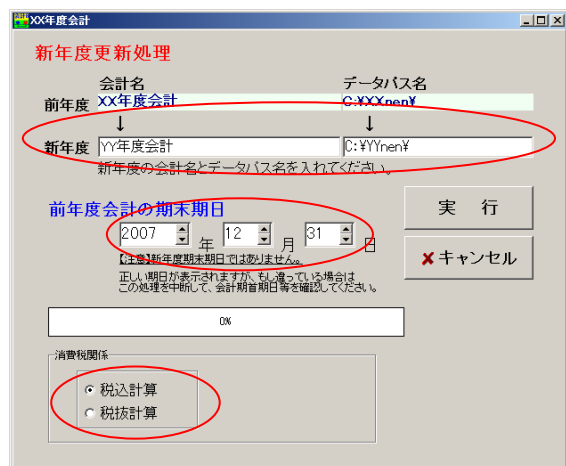 XX年度会計
新年度更新処理
会計名 データパス名
前年度 XX年度会計 C:¥XXnen¥
↓ ↓
新年度 YY年度会計 C:¥YYnen¥
新年度の会計名とデータパス名を入れてください。
前年度会計の期末期日
2007 年 12 月 31 日
【注意】新年度期末期日ではありません。
正しい期日が表示されますが、もし違っている場合は
この処理を中断して、会計期首期日等を確認してください。
実 行
×キャンセル
0%
消費税関係
税込計算
税抜計算